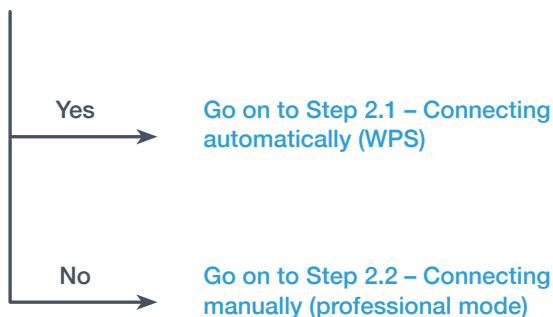 Yes
Go on to Step 2.1 – Connecting
automatically (WPS)
No
Go on to Step 2.2 – Connecting
manually (professional mode)